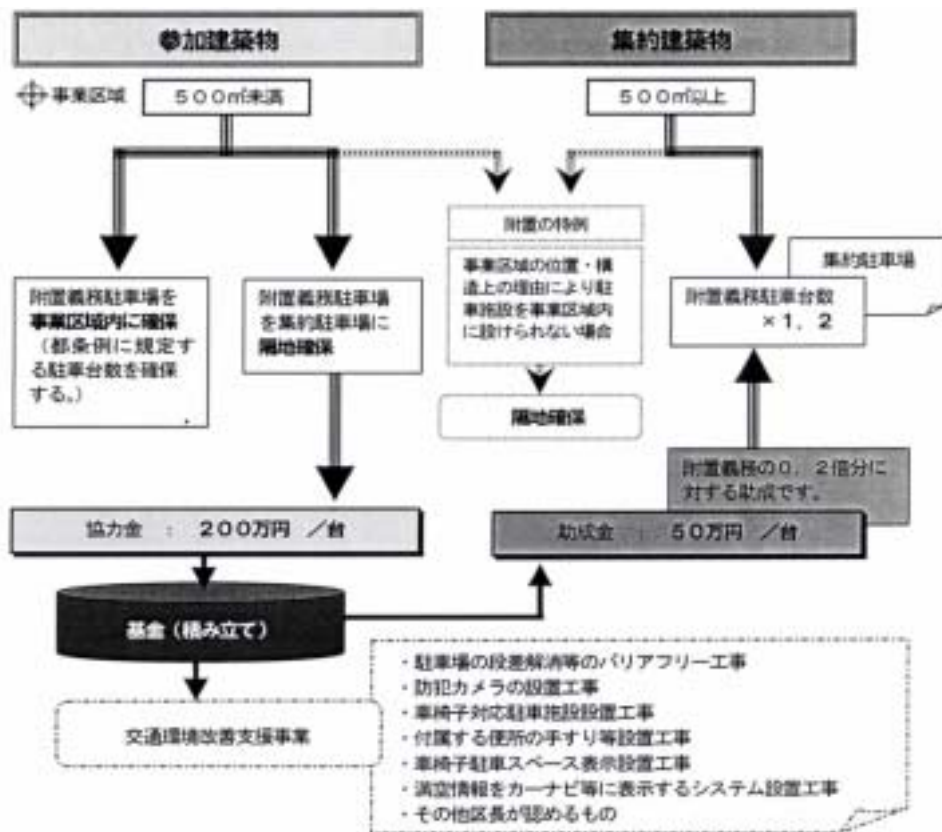 参加建築物
集約建築物
事業区域
500㎡未満
500㎡以上
附置の特例
事業区域の位置・構
造上の理由により駐
車施設を事業区域内
に設けられない場合
隔地確保
集約駐車場
附置義務駐車台数
×1.2
附置義務駐車場を
事業区域内に確保
（都条例に規定す
る駐車台数を確保
する。）
附置義務駐車場
を集約駐車場に
隔地確保
附置義務の0.2倍分に
対する助成です。
協力金 : 200万円 /台
助成金 : 50万円 /台
基金(積み立て)
交通環境改善支援事業
・駐車場の段差解消等のバリアフリー工事
・防犯カメラの設置工事
・車椅子対応駐車施設設置工事
・付属する便所の手すり等設置工事
・車椅子駐車スペース表示設置工事
・満空情報をカーナビ等に表示するシステム設置工事
・その他区長が認めるもの